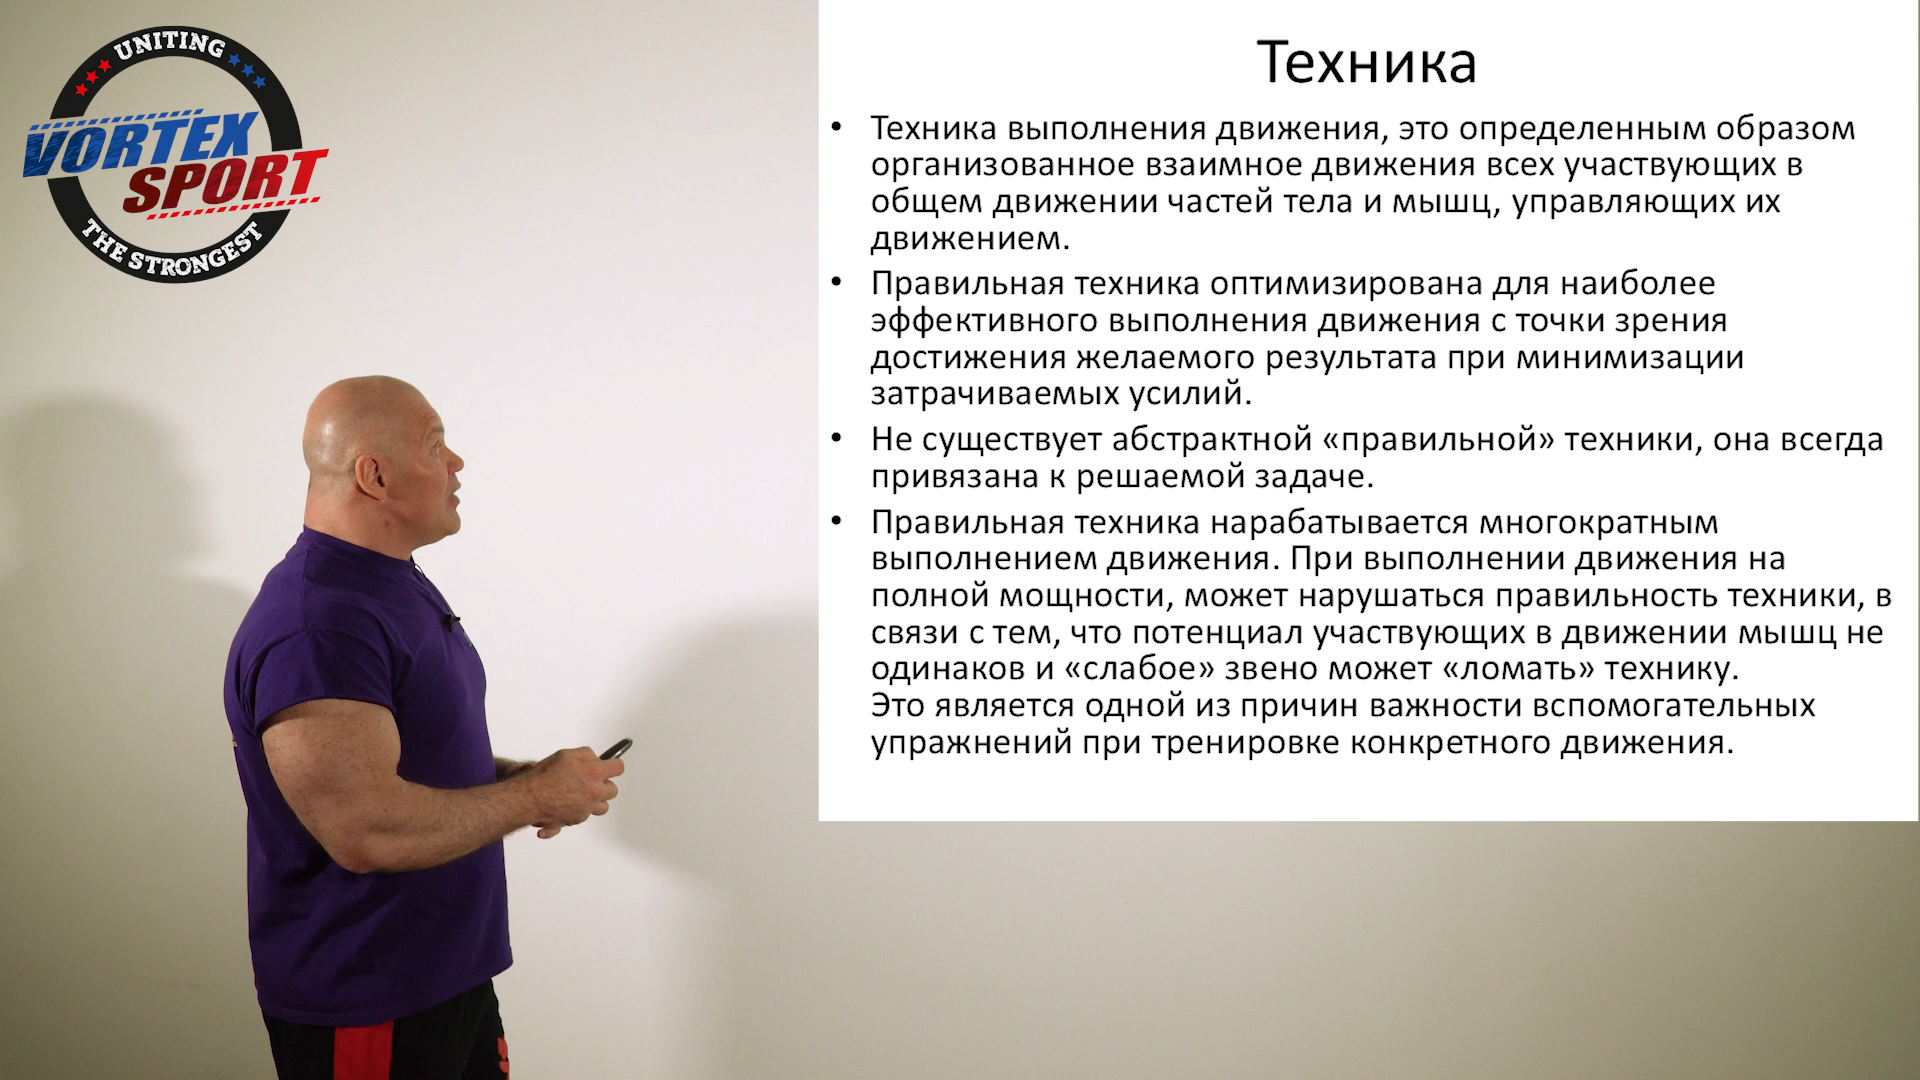 UNITING
VORTEX
SPORT
THE STRONGEST
Техника
• Техника выполнения движения, это определенным образом
организованное взаимное движения всех участвующих в
общем движении частей тела и мышц, управляющих их
движением.
• Правильная техника оптимизирована для наиболее
эффективного выполнения движения с точки зрения
достижения желаемого результата при минимизации
затрачиваемых усилий.
• Не существует абстрактной «правильной» техники, она всегда
привязана к решаемой задаче.
• Правильная техника нарабатывается многократным
выполнением движения. При выполнении движения на
полной мощности, может нарушаться правильность техники, в
связи с тем, что потенциал участвующих в движении мышц не
одинаков и «слабое» звено может «ломать» технику.
Это является одной из причин важности вспомогательных
упражнений при тренировке конкретного движения.